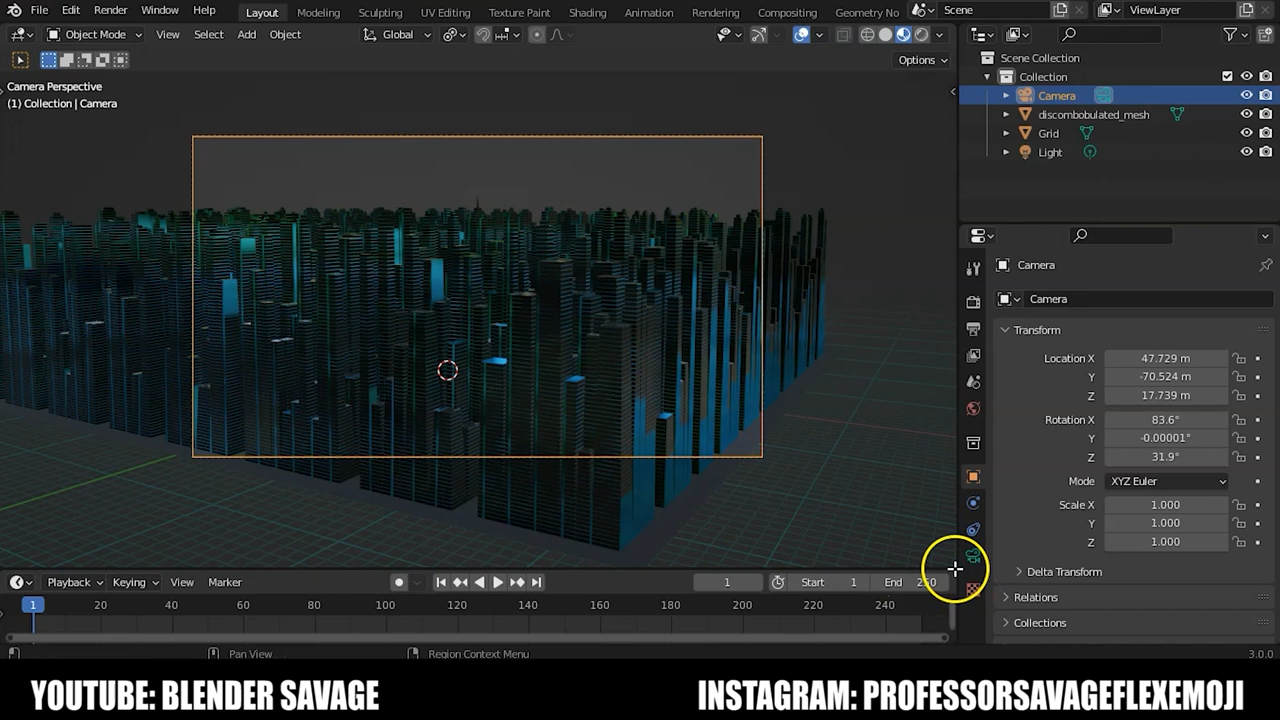 File Edit Render Window Help Layout Modeling Sculpting UV Editing Texture Paint Shading Animation Rendering Compositing Geometry No Scene ViewLayer
Object Mode View Select Add Object Global
Options
Camera Perspective
(1) Collection | Camera
Scene Collection
Collection
Camera
discombobulated_mesh
Grid
Light
Camera
Camera
Transform
Location X 47.729 m
Y -70.524 m
Z 17.739 m
Rotation X 83.6°
Y -0.00001°
Z 31.9°
Mode XYZ Euler
Scale X 1.000
Y 1.000
Z 1.000
Delta Transform
Relations
Collections
Playback Keying View Marker 1 Start 1 End 250
1 20 40 60 80 100 120 140 160 180 200 220 240
Pan View Region Context Menu 3.0.0
YOUTUBE: BLENDER SAVAGE INSTAGRAM: PROFESSORSAVAGEFLEXEMOJI